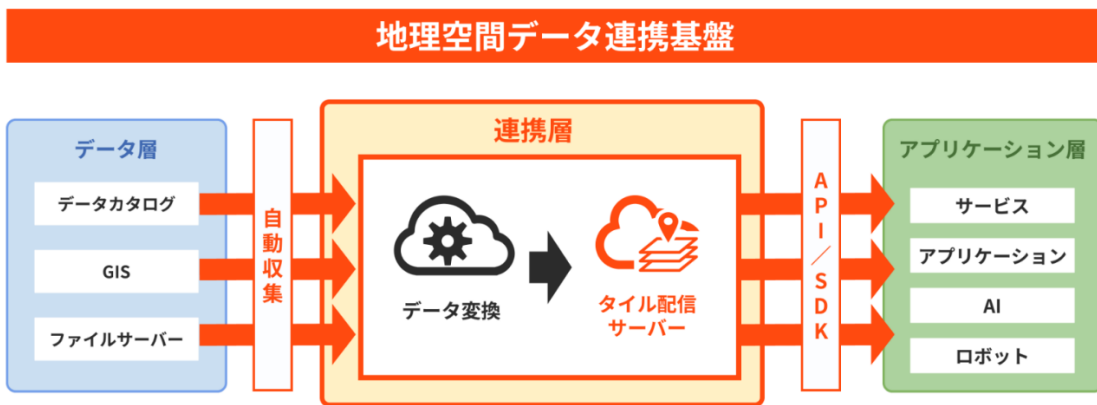 地理空間データ連携基盤
データ層
データカタログ
GIS
ファイルサーバー
自動収集
連携層
データ変換
タイル配信
サーバー
API／SDK
アプリケーション層
サービス
アプリケーション
AI
ロボット